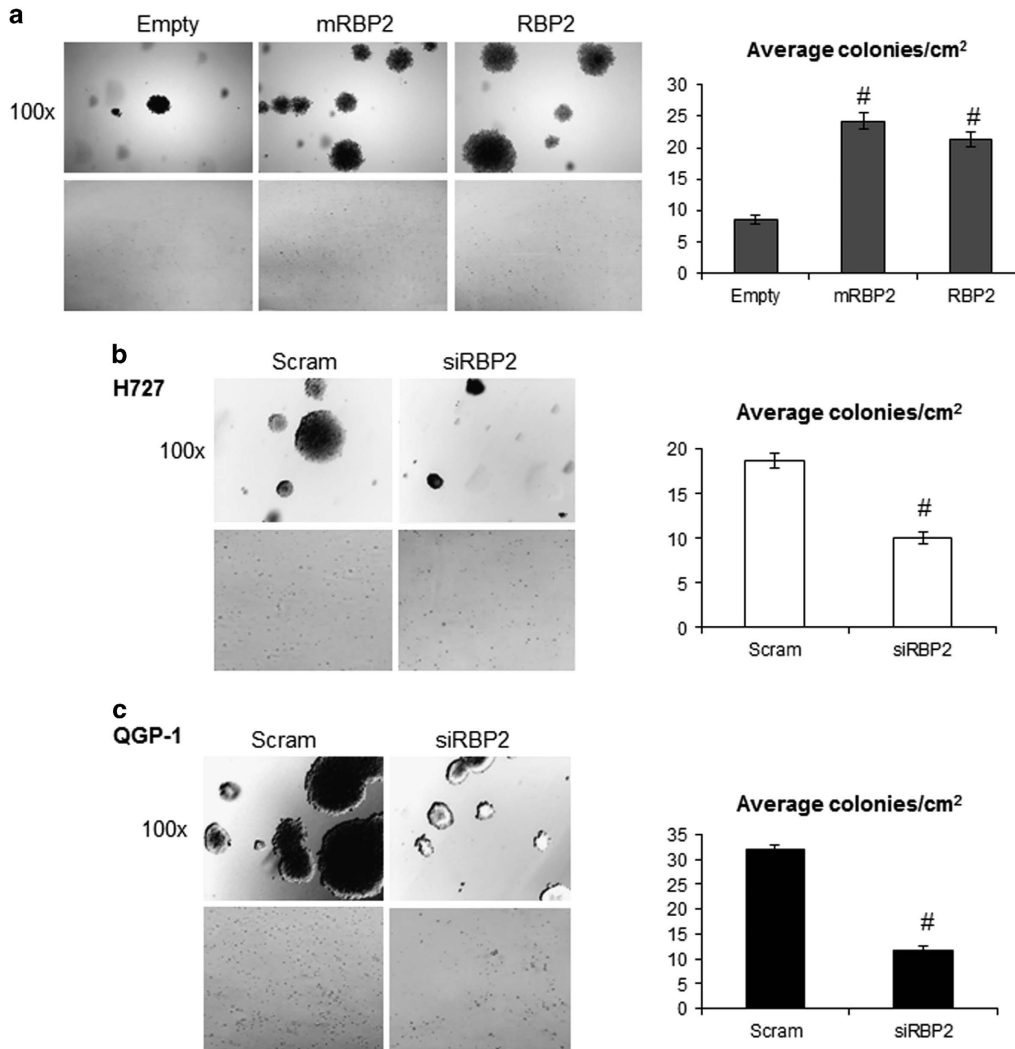 a
Empty mRBP2 RBP2
100x
Average colonies/cm²
30
25
20
15
10
5
0
# #
Empty mRBP2 RBP2
b
H727
Scram siRBP2
100x
Average colonies/cm²
20
15
10
5
0
#
Scram siRBP2
c
QGP-1
Scram siRBP2
100x
Average colonies/cm²
35
30
25
20
15
10
5
0
#
Scram siRBP2